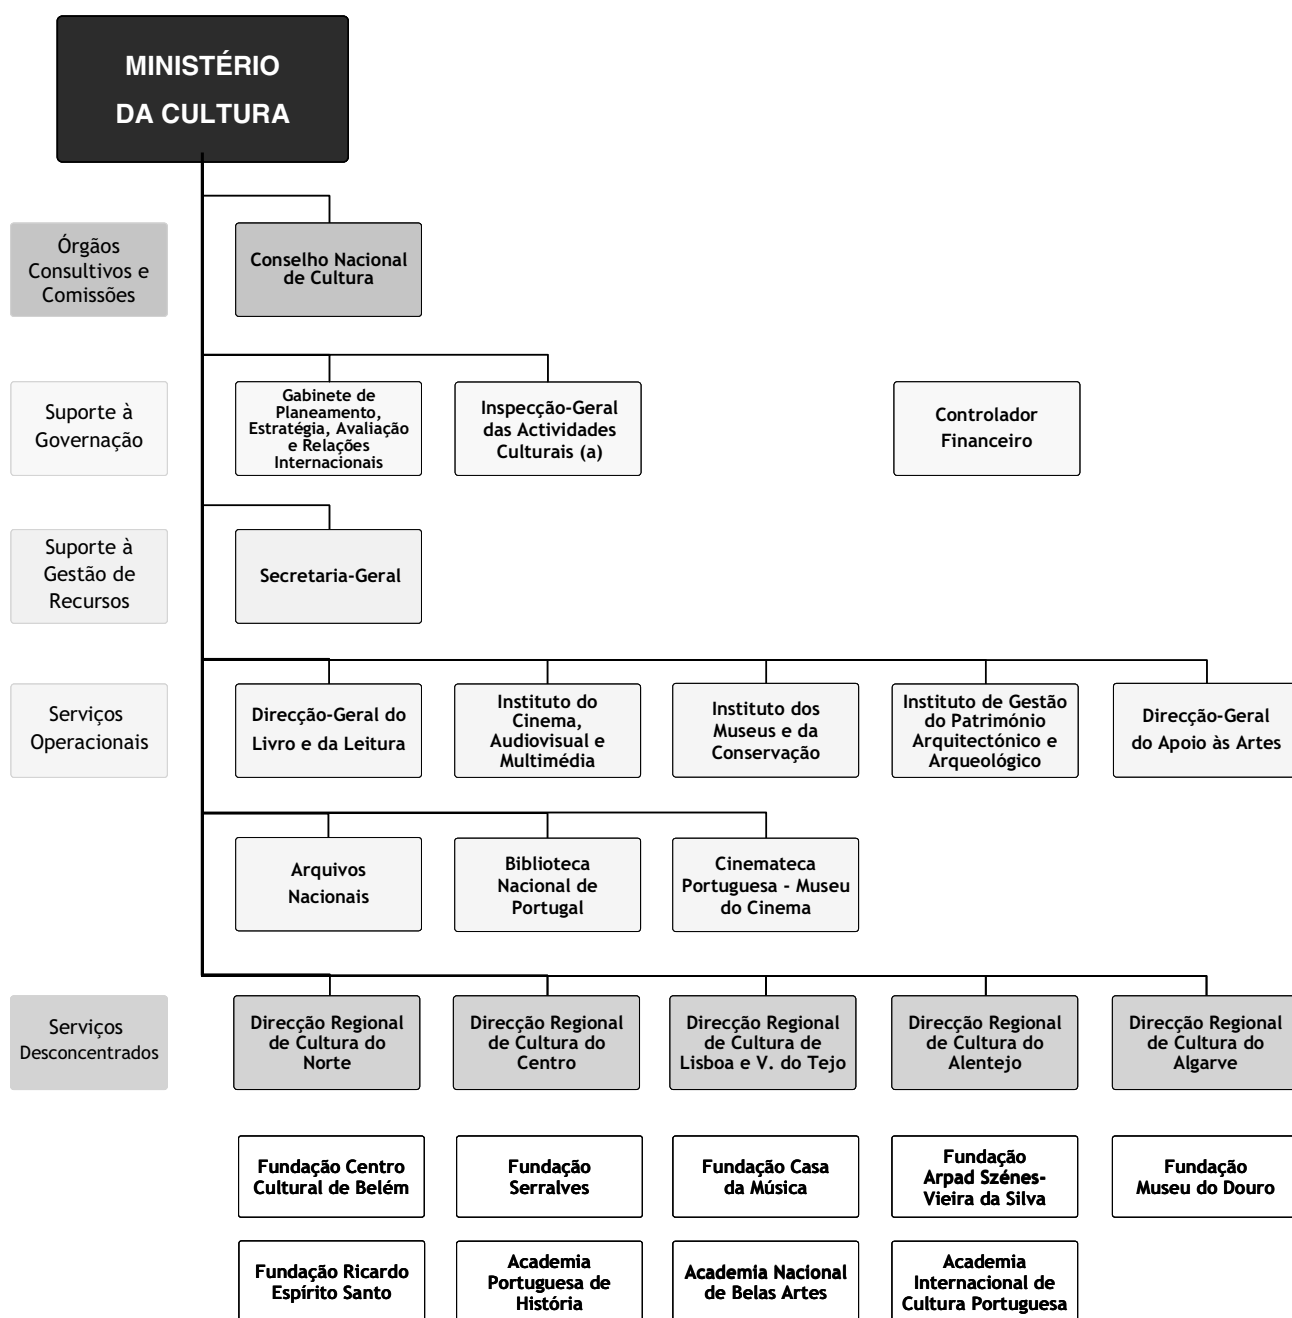 MINISTÉRIO
DA CULTURA
Órgãos
Consultivos e
Comissões
Conselho Nacional
de Cultura
Suporte à
Governação
Gabinete de
Planeamento,
Estratégia, Avaliação
e Relações
Internacionais
Inspecção-Geral
das Actividades
Culturais (a)
Controlador
Financeiro
Suporte à
Gestão de
Recursos
Secretaria-Geral
Serviços
Operacionais
Direcção-Geral do
Livro e da Leitura
Instituto do
Cinema,
Audiovisual e
Multimédia
Instituto dos
Museus e da
Conservação
Instituto de Gestão
do Património
Arquitectónico e
Arqueológico
Direcção-Geral
do Apoio às Artes
Arquivos
Nacionais
Biblioteca
Nacional de
Portugal
Cinemateca
Portuguesa - Museu
do Cinema
Serviços
Desconcentrados
Direcção Regional
de Cultura do
Norte
Direcção Regional
de Cultura do
Centro
Direcção Regional
de Cultura de
Lisboa e V. do Tejo
Direcção Regional
de Cultura do
Alentejo
Direcção Regional
de Cultura do
Algarve
Fundação Centro
Cultural de Belém
Fundação
Serralves
Fundação Casa
da Música
Fundação
Arpad Szénes-
Vieira da Silva
Fundação
Museu do Douro
Fundação Ricardo
Espírito Santo
Academia
Portuguesa de
História
Academia Nacional
de Belas Artes
Academia
Internacional de
Cultura Portuguesa